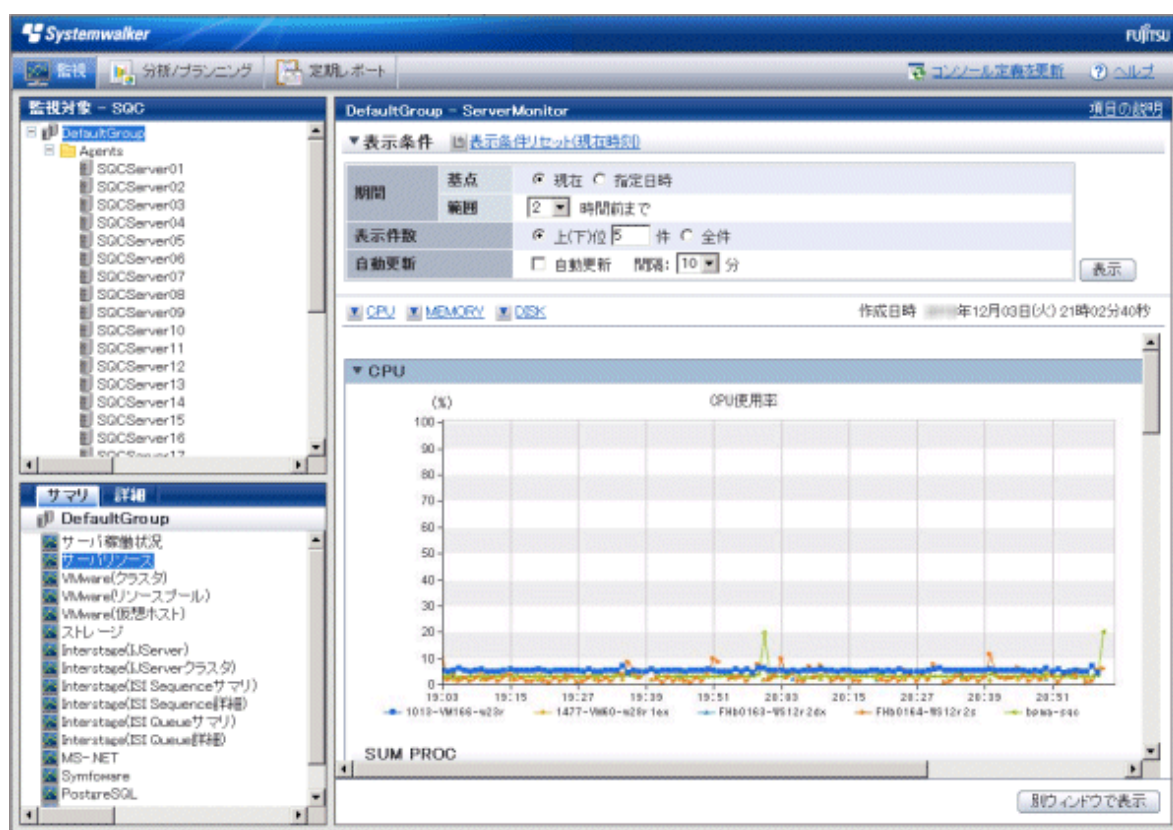 Systemwalker
FUJITSU
監視 分析/プランニング 定期レポート コンソール定義を更新 ヘルプ
監視対象 - SQC
DefaultGroup
Agents
SQCServer01
SQCServer02
SQCServer03
SQCServer04
SQCServer05
SQCServer06
SQCServer07
SQCServer08
SQCServer09
SQCServer10
SQCServer11
SQCServer12
SQCServer13
SQCServer14
SQCServer15
SQCServer16
SQCServer17
サマリ 詳細
DefaultGroup
サーバ稼働状況
サーバリソース
VMware(クラスタ)
VMware(リソースプール)
VMware(仮想ホスト)
ストレージ
Interstage(IJServer)
Interstage(IJServerクラスタ)
Interstage(ISI Sequenceサマリ)
Interstage(ISI Sequence詳細)
Interstage(ISI Queueサマリ)
Interstage(ISI Queue詳細)
MS-.NET
Symfoware
PostgreSQL
DefaultGroup - ServerMonitor 項目の説明
▼表示条件 表示条件リセット(現在時刻)
期間 基点 現在 指定日時
範囲 2 時間前まで
表示件数 上(下)位 5 件 全件
自動更新 自動更新 間隔: 10 分
表示
CPU MEMORY DISK 作成日時 年12月03日(火) 21時02分40秒
▼ CPU
(%) CPU使用率
100
90
80
70
60
50
40
30
20
10
0
19:03 19:15 19:27 19:39 19:51 20:03 20:15 20:27 20:39 20:51
1013-VM166-w23r 1477-VM60-w28r1ex FHb0163-WS12r2dx FHb0164-WS12r2s
SUM PROC
別ウィンドウで表示